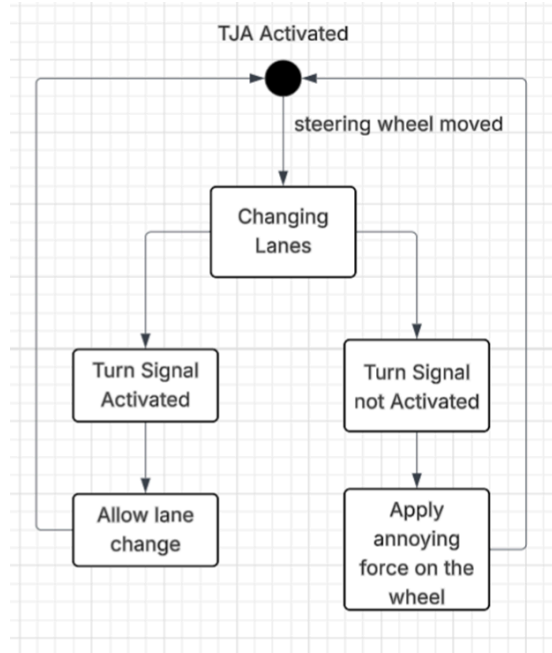 TJA Activated
steering wheel moved
Changing
Lanes
Turn Signal
Activated
Turn Signal
not Activated
Allow lane
change
Apply
annoying
force on the
wheel